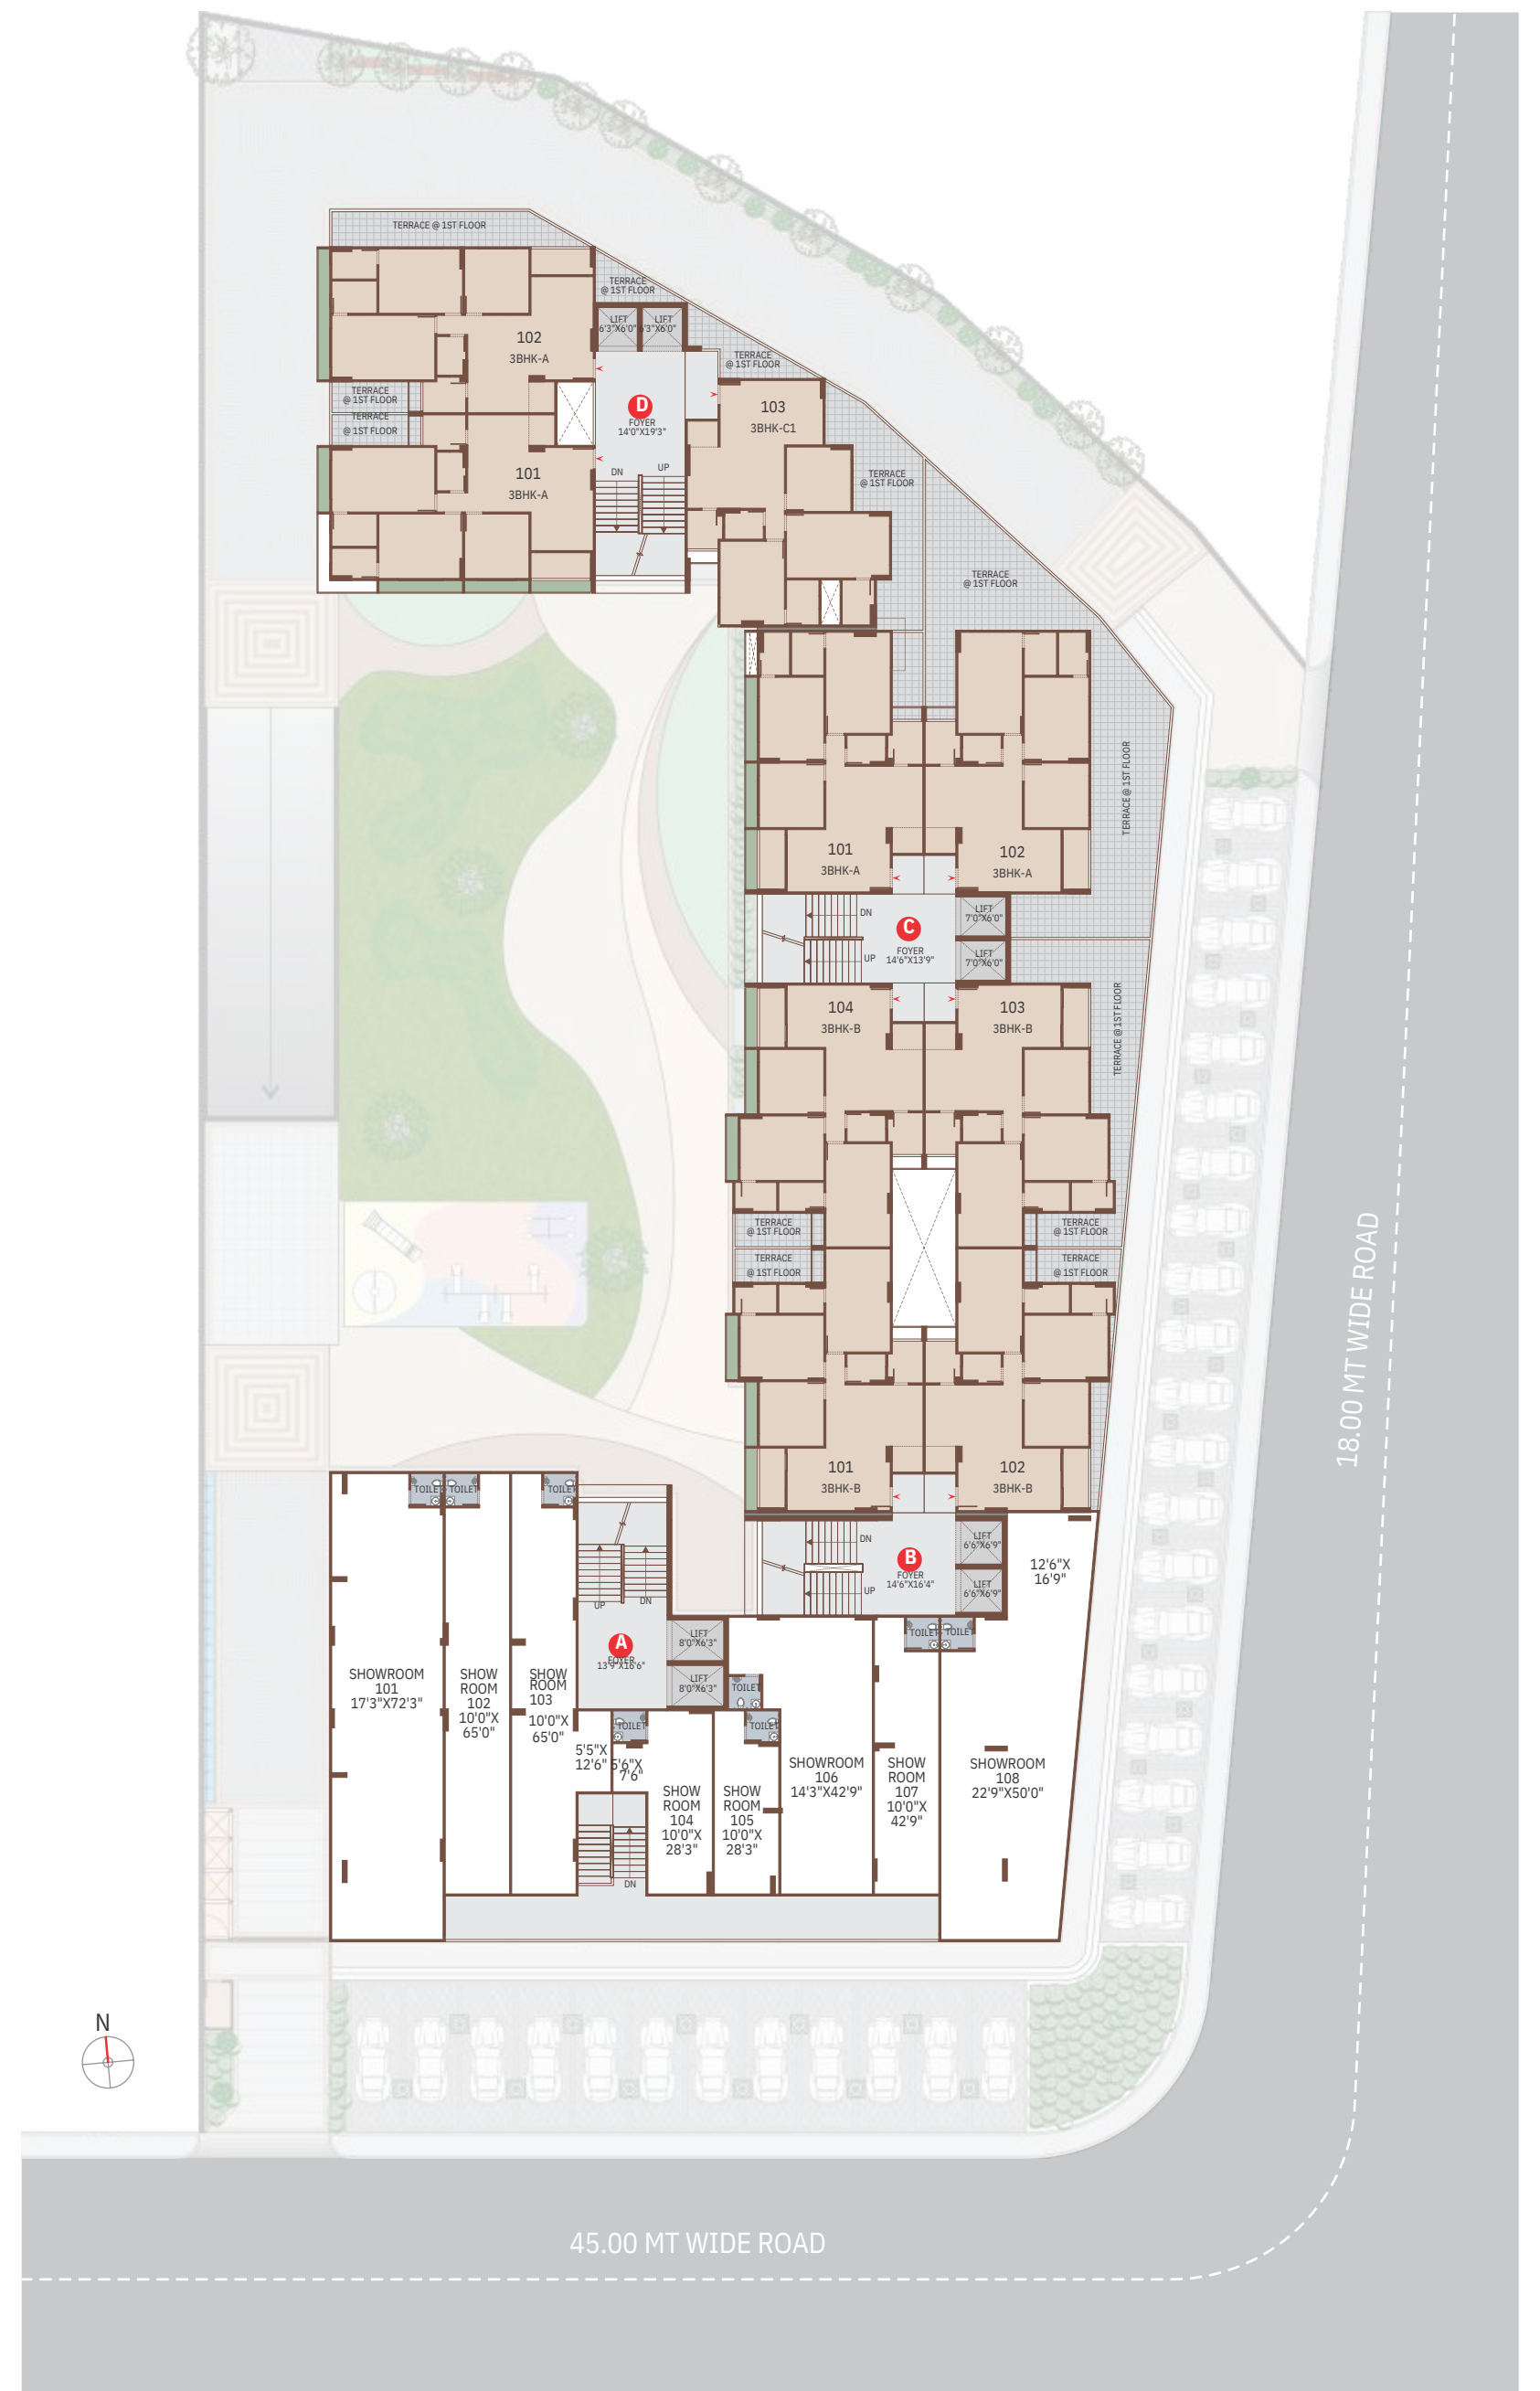 TERRACE @ 1ST FLOOR
TERRACE
@ 1ST FLOOR
LIFT
6'3"X6'0"
LIFT
6'3"X6'0"
102
3BHK-A
TERRACE
@ 1ST FLOOR
TERRACE
@ 1ST FLOOR
TERRACE
@ 1ST FLOOR
D
FOYER
14'0"X19'3"
103
3BHK-C1
101
3BHK-A
DN
UP
TERRACE
@ 1ST FLOOR
TERRACE
@ 1ST FLOOR
TERRACE @ 1ST FLOOR
101
3BHK-A
102
3BHK-A
DN
UP
C
FOYER
14'6"X13'9"
LIFT
7'0"X6'0"
LIFT
7'0"X6'0"
104
3BHK-B
103
3BHK-B
TERRACE @ 1ST FLOOR
TERRACE
@ 1ST FLOOR
TERRACE
@ 1ST FLOOR
TERRACE
@ 1ST FLOOR
TERRACE
@ 1ST FLOOR
18.00 MT WIDE ROAD
101
3BHK-B
102
3BHK-B
TOILET
TOILET
TOILET
DN
UP
B
FOYER
14'6"X16'4"
LIFT
6'6"X6'9"
LIFT
6'6"X6'9"
12'6"X
16'9"
UP
DN
A
FOYER
13'9"X16'6"
LIFT
8'0"X6'3"
LIFT
8'0"X6'3"
TOILET
TOILET
SHOWROOM
101
17'3"X72'3"
SHOW
ROOM
102
10'0"X
65'0"
SHOW
ROOM
103
10'0"X
65'0"
TOILET
TOILET
TOILET
5'5"X
12'6"
5'6"X
7'6"
SHOW
ROOM
104
10'0"X
28'3"
SHOW
ROOM
105
10'0"X
28'3"
SHOWROOM
106
14'3"X42'9"
SHOW
ROOM
107
10'0"X
42'9"
SHOWROOM
108
22'9"X50'0"
DN
N
45.00 MT WIDE ROAD